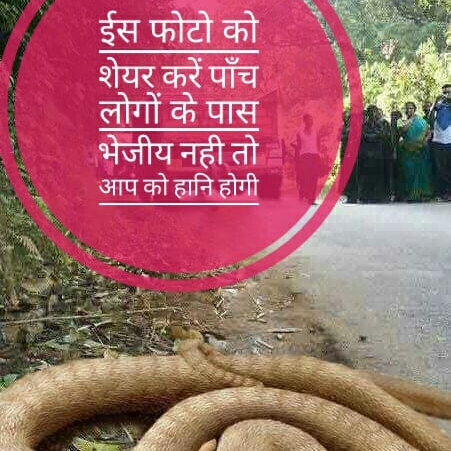 ईस फोटो को
शेयर करें पाँच
लोगों के पास
भेजीय नही तो
आप को हानि होगी